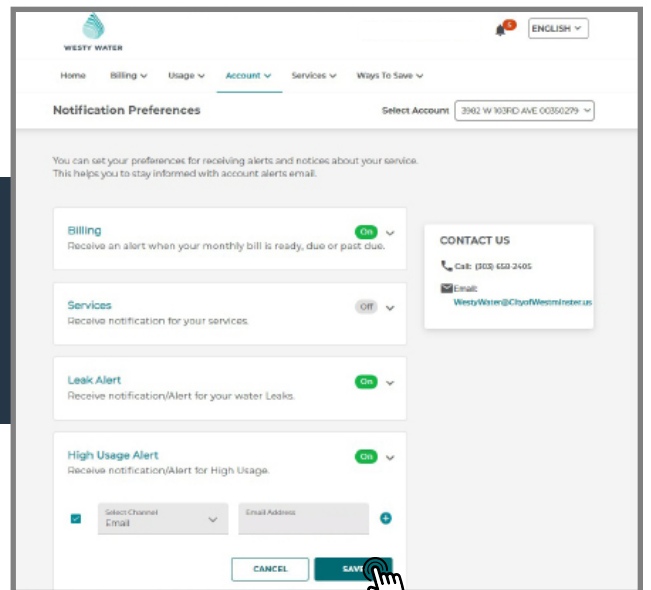 5
ENGLISH
WESTY WATER
Home Billing Usage Account Services Ways To Save
Notification Preferences
Select Account 3982 W 103RD AVE 00350279
You can set your preferences for receiving alerts and notices about your service.
This helps you to stay informed with account alerts email.
Billing On
Receive an alert when your monthly bill is ready, due or past due.
CONTACT US
Call: (303) 658-2405
Email:
WestyWater@CityofWestminster.us
Services Off
Receive notification for your services.
Leak Alert On
Receive notification/Alert for your water Leaks.
High Usage Alert On
Receive notification/Alert for High Usage.
Select Channel
Email
Email Address
CANCEL SAVE